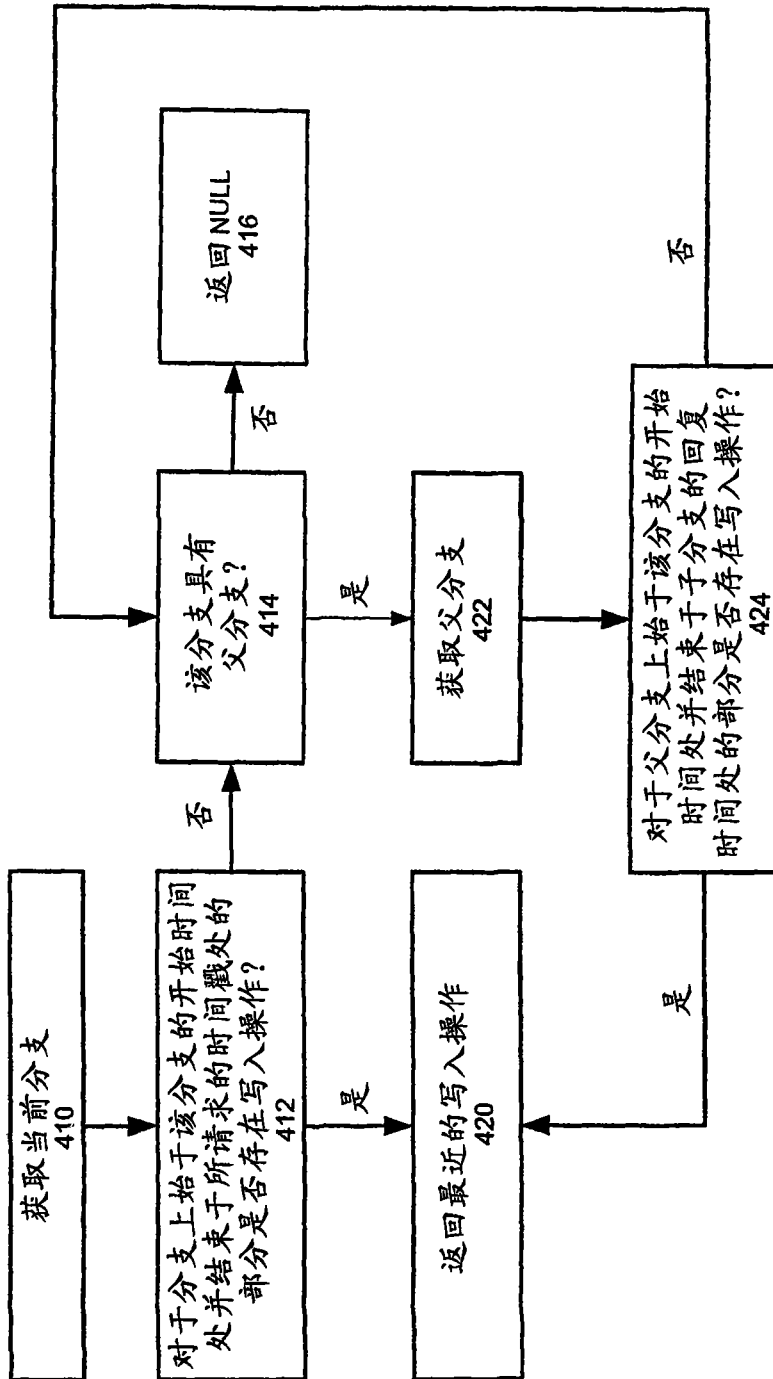 获取当前分支
410
对于分支上始于该分支的开始时间
处并结束于所请求的时间戳处的
部分是否存在写入操作？
412
否
是
该分支具有
父分支？
414
否
返回NULL
416
是
返回最近的写入操作
420
获取父分支
422
对于父分支上始于该分支的开始
时间处并结束于子分支的回复
时间处的部分是否存在写入操作？
424
是
否